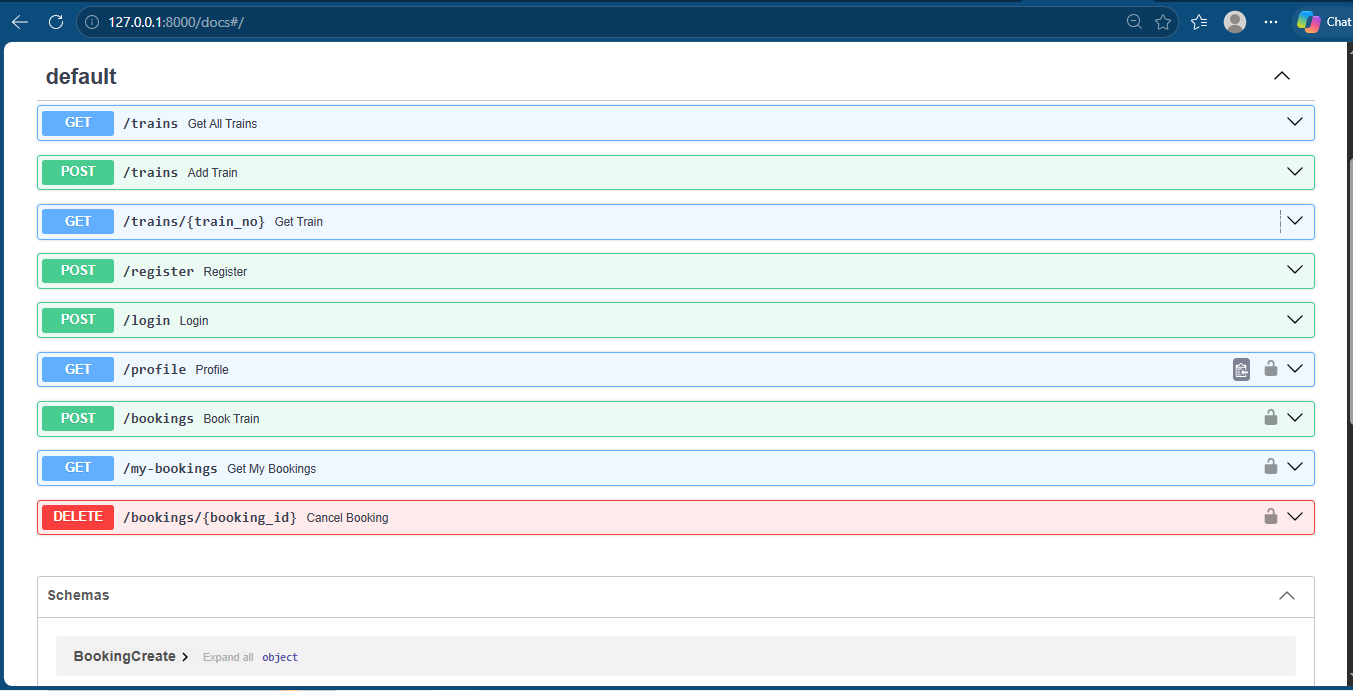 127.0.0.1:8000/docs#/
Chat
default
GET /trains Get All Trains
POST /trains Add Train
GET /trains/{train_no} Get Train
POST /register Register
POST /login Login
GET /profile Profile
POST /bookings Book Train
GET /my-bookings Get My Bookings
DELETE /bookings/{booking_id} Cancel Booking
Schemas
BookingCreate Expand all object